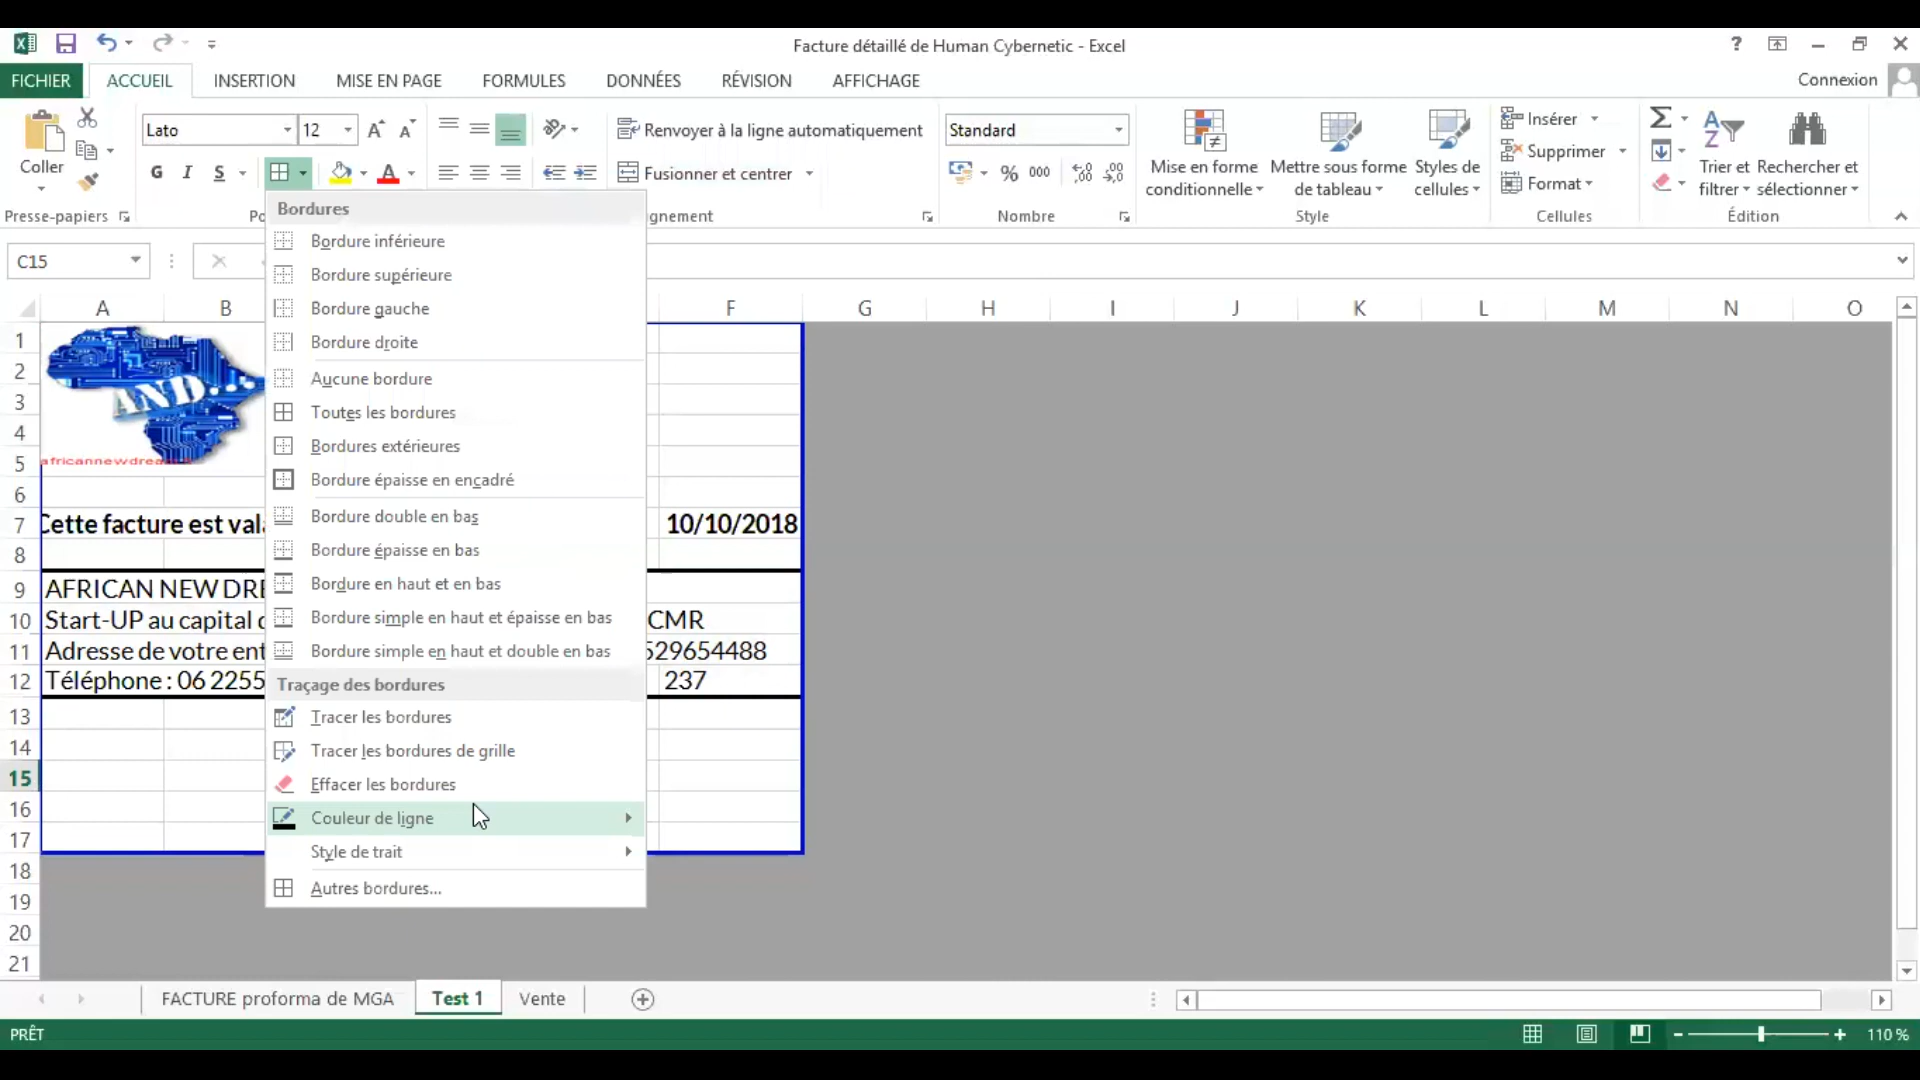 Facture détaillé de Human Cybernetic - Excel
?
FICHIER ACCUEIL INSERTION MISE EN PAGE FORMULES DONNÉES RÉVISION AFFICHAGE Connexion
Lato 12 Renvoyer à la ligne automatiquement Standard Insérer
Coller G I S A Fusionner et centrer % 000 Mise en forme conditionnelle Mettre sous forme de tableau Styles de cellules Supprimer Format Trier et filtrer Rechercher et sélectionner
Presse-papiers Po gnement Nombre Style Cellules Édition
C15
A B F G H I J K L M N O
Bordures
Bordure inférieure
Bordure supérieure
Bordure gauche
Bordure droite
Aucune bordure
Toutes les bordures
Bordures extérieures
Bordure épaisse en encadré
Bordure double en bas
Bordure épaisse en bas
Bordure en haut et en bas
Bordure simple en haut et épaisse en bas
Bordure simple en haut et double en bas
Traçage des bordures
Tracer les bordures
Tracer les bordures de grille
Effacer les bordures
Couleur de ligne
Style de trait
Autres bordures...
1
2
3
AND...
4
5 africannewdream
6
7 Cette facture est val 10/10/2018
8
9 AFRICAN NEW DRE
10 Start-UP au capital d CMR
11 Adresse de votre ent 529654488
12 Téléphone : 06 2255 237
13
14
15
16
17
18
19
20
21
FACTURE proforma de MGA Test 1 Vente
PRÊT 110 %